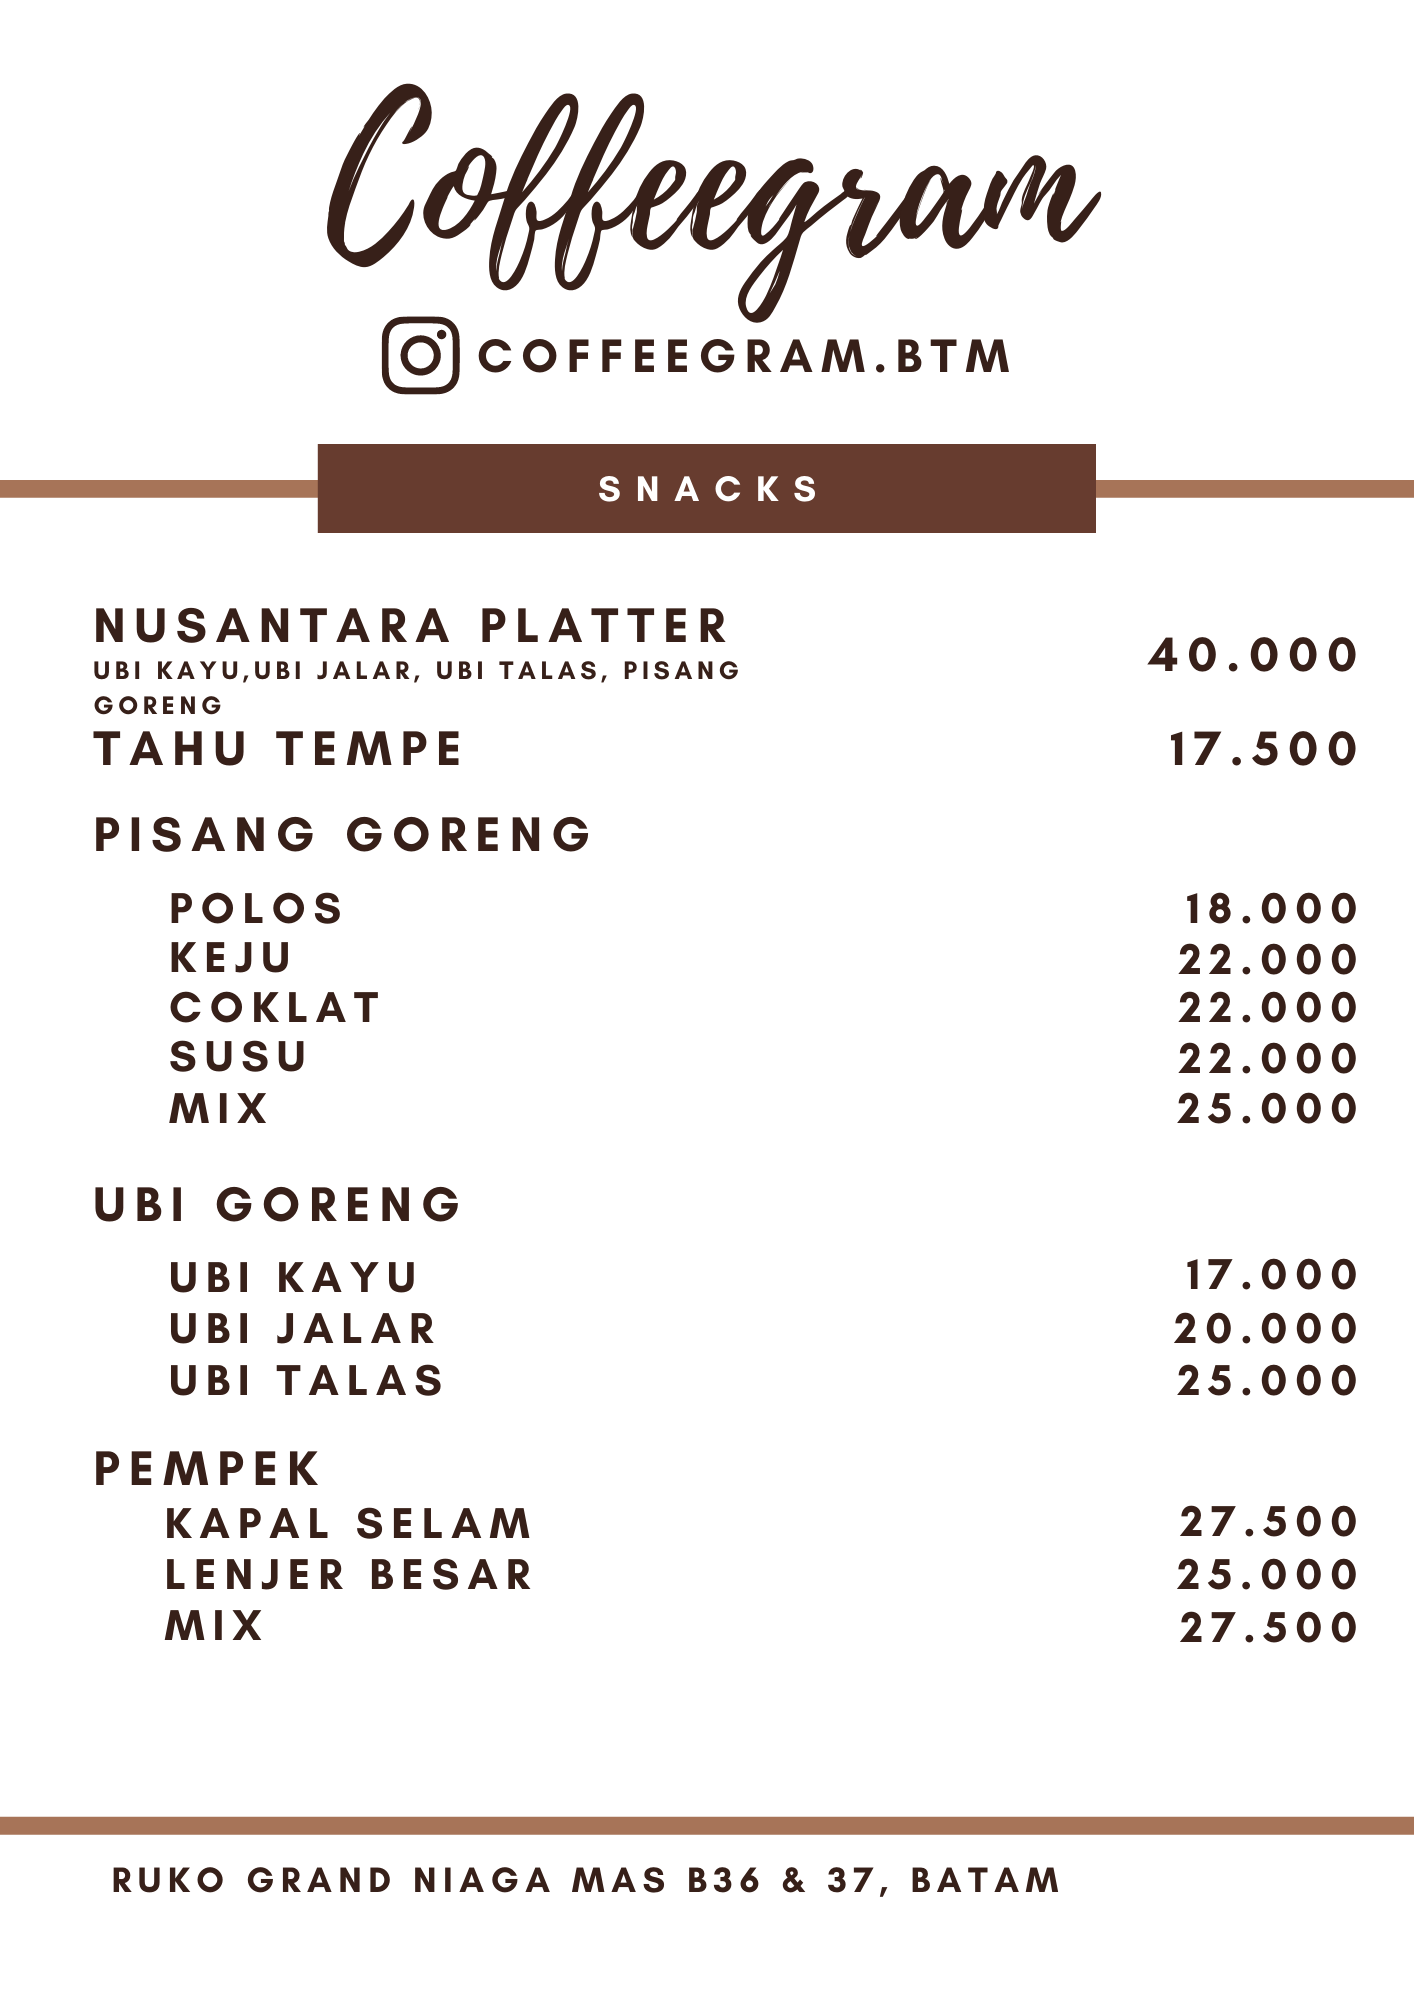 Coffeegram
COFFEEGRAM.BTM
SNACKS
NUSANTARA PLATTER 40.000
UBI KAYU,UBI JALAR, UBI TALAS, PISANG
GORENG
TAHU TEMPE 17.500
PISANG GORENG
POLOS 18.000
KEJU 22.000
COKLAT 22.000
SUSU 22.000
MIX 25.000
UBI GORENG
UBI KAYU 17.000
UBI JALAR 20.000
UBI TALAS 25.000
PEMPEK
KAPAL SELAM 27.500
LENJER BESAR 25.000
MIX 27.500
RUKO GRAND NIAGA MAS B36 & 37, BATAM